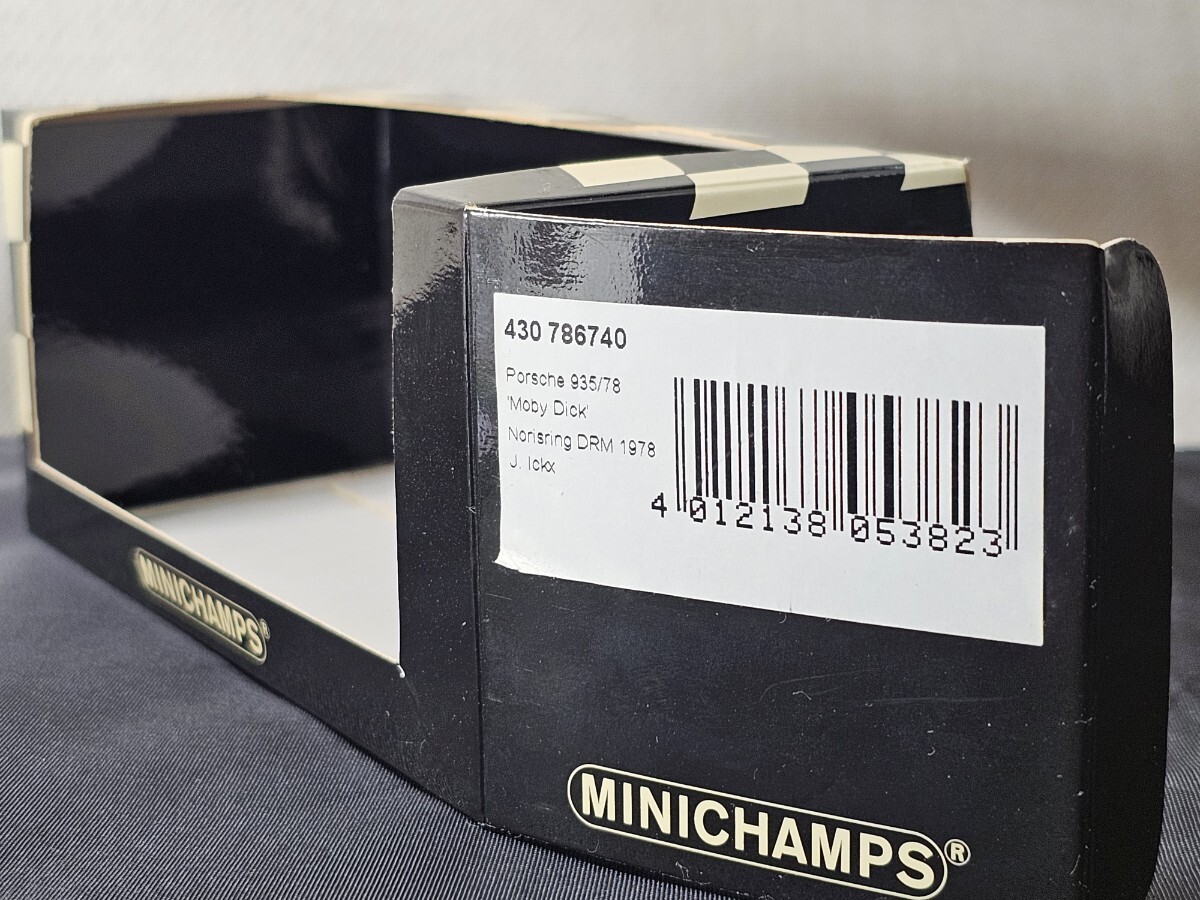 430 786740
Porsche 935/78
'Moby Dick'
Norisring DRM 1978
J. Ickx
4 012138 053823
MINICHAMPS®
MINICHAMPS®